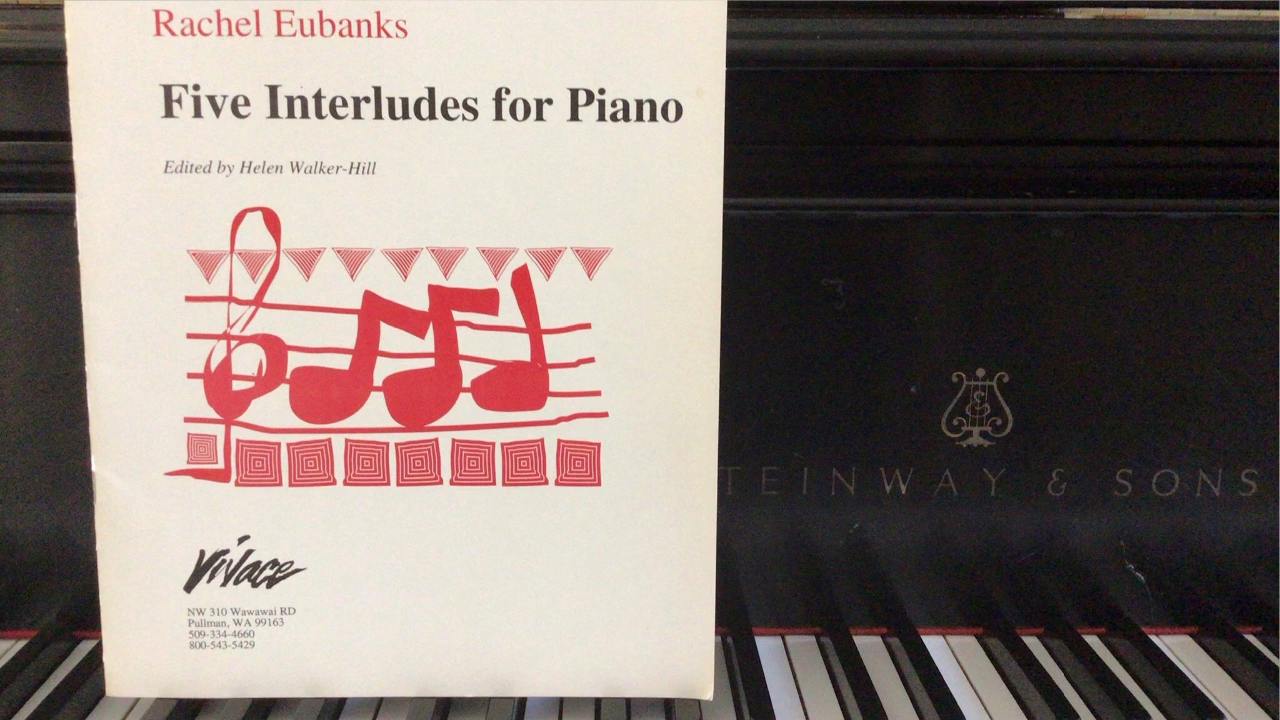 Rachel Eubanks
Five Interludes for Piano
Edited by Helen Walker-Hill
Vivace
NW 310 Wawawai RD
Pullman, WA 99163
509-334-4660
800-543-5429
TEINWAY & SONS